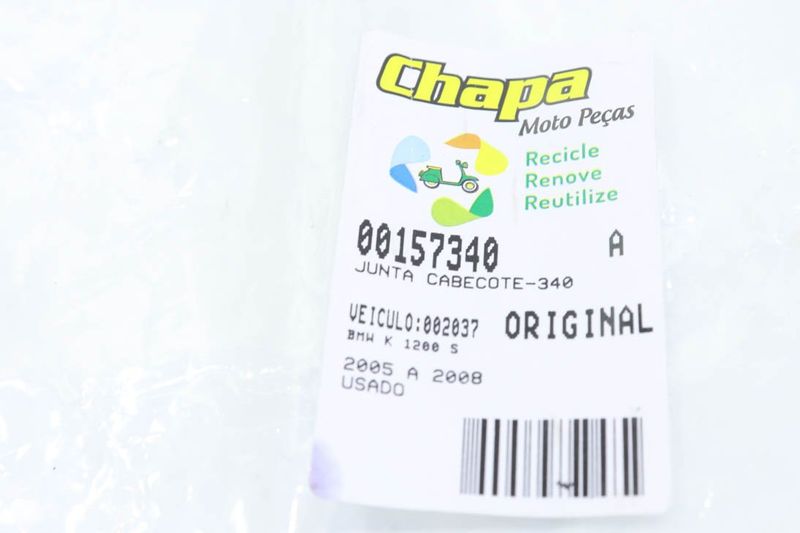 Chapa
Moto Peças
Recicle
Renove
Reutilize
00157340 A
JUNTA CABECOTE-340
VEICULO:002037 ORIGINAL
BMW K 1200 S
2005 A 2008
USADO